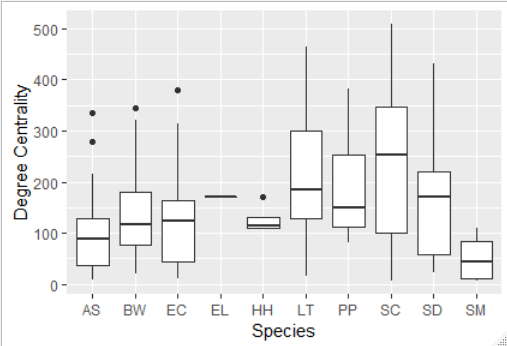 500
400
300
200
100
0
Degree Centrality
AS BW EC EL HH LT PP SC SD SM
Species